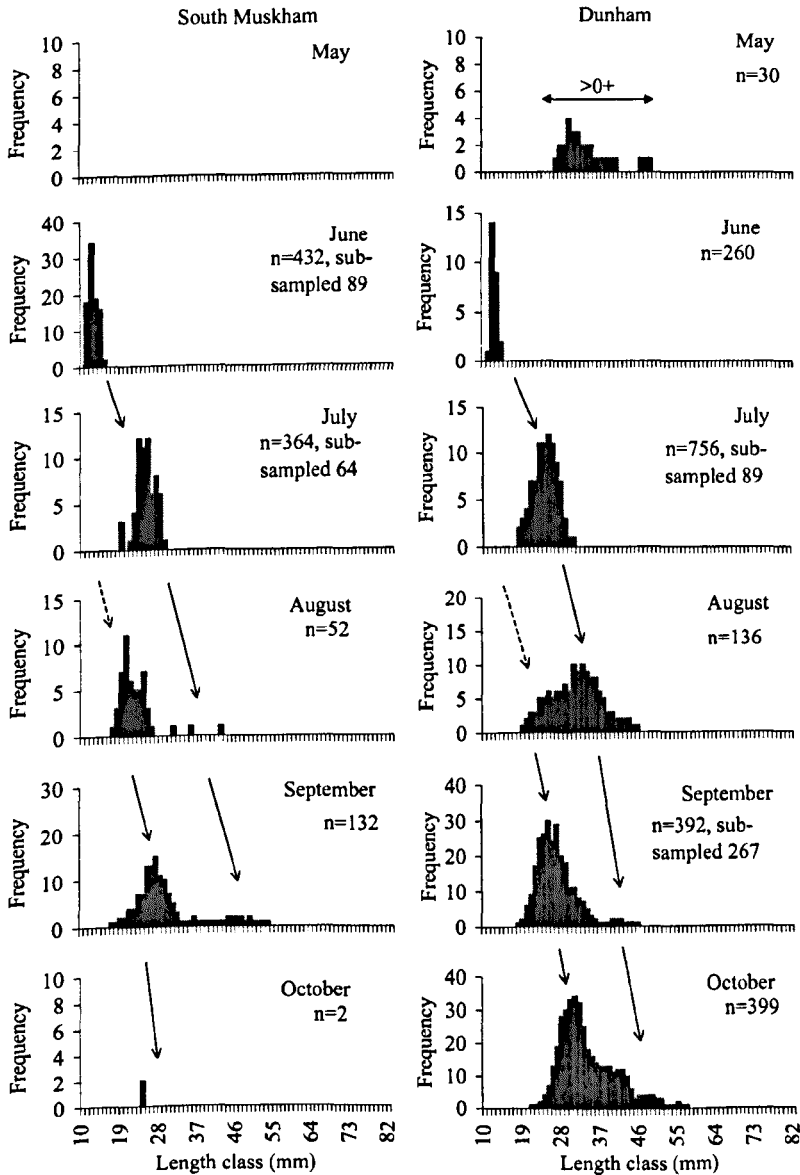 South Muskham
Dunham
10
8
6
4
2
0
Frequency
May
10
8
6
4
2
0
Frequency
May
n=30
>0+
40
30
20
10
0
Frequency
June
n=432, sub-
sampled 89
15
10
5
0
Frequency
June
n=260
15
10
5
0
Frequency
July
n=364, sub-
sampled 64
15
10
5
0
Frequency
July
n=756, sub-
sampled 89
15
10
5
0
Frequency
August
n=52
20
15
10
5
0
Frequency
August
n=136
30
20
10
0
Frequency
September
n=132
40
30
20
10
0
Frequency
September
n=392, sub-
sampled 267
10
8
6
4
2
0
Frequency
October
n=2
10 19 28 37 46 55 64 73 82
Length class (mm)
40
30
20
10
0
Frequency
October
n=399
10 19 28 37 46 55 64 73 82
Length class (mm)